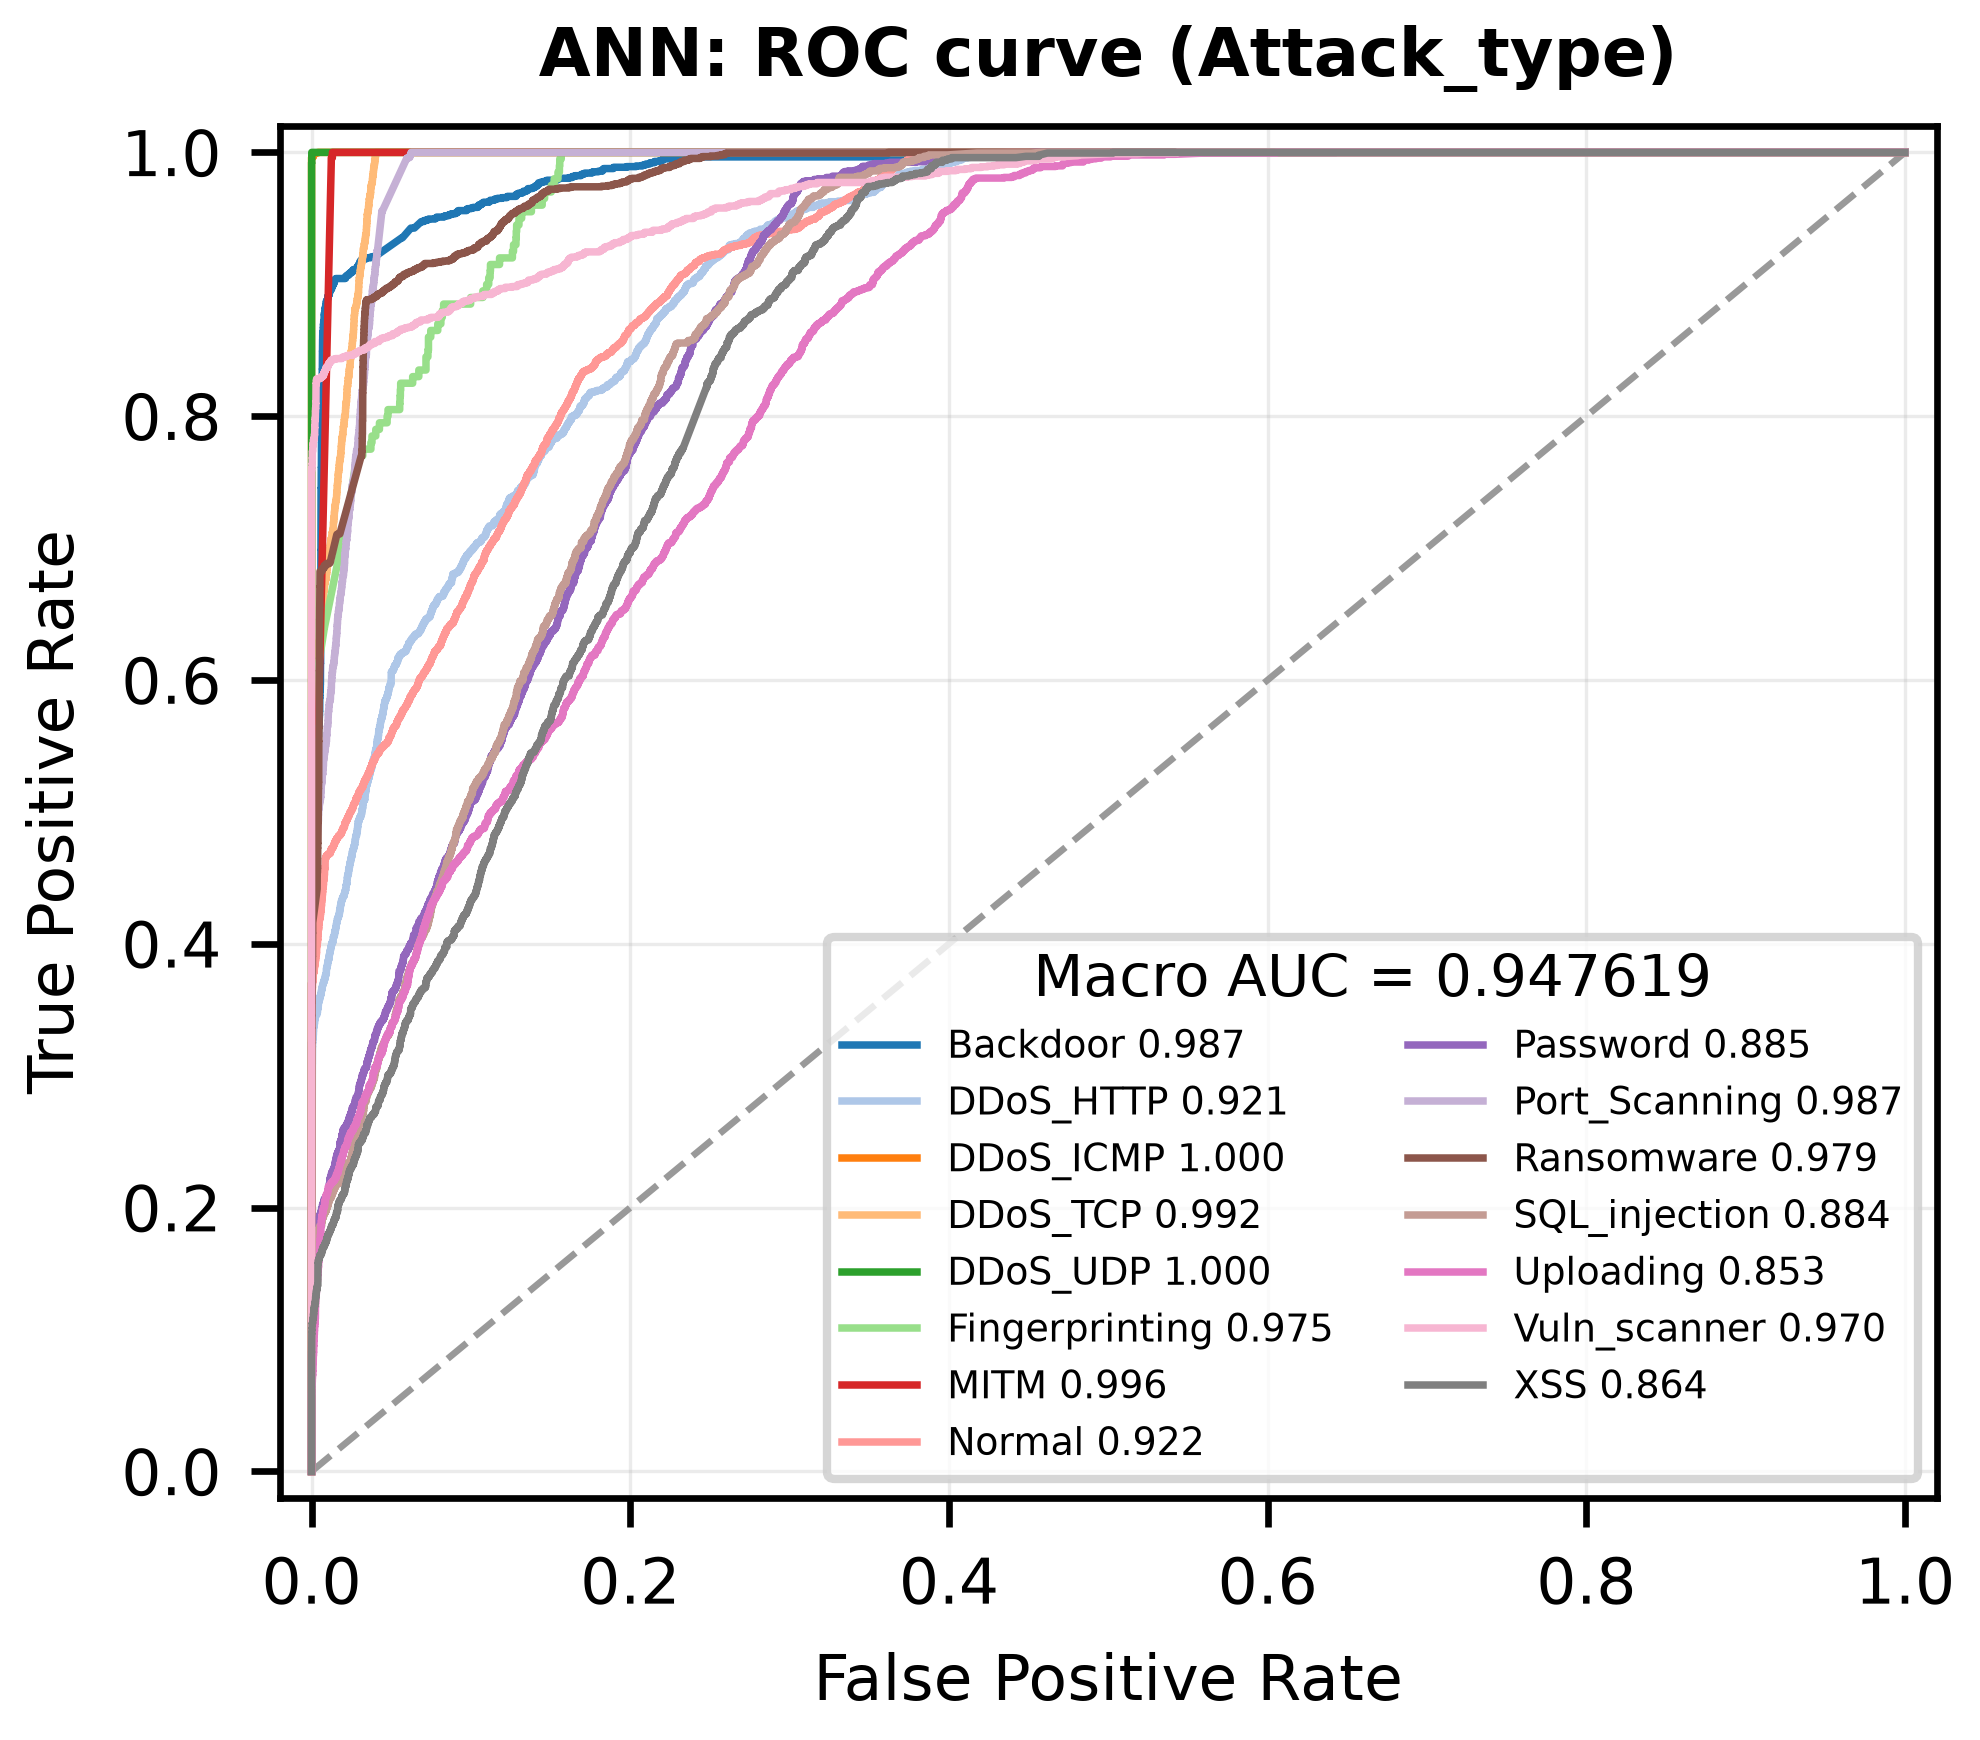 ANN: ROC curve (Attack_type)
True Positive Rate
1.0
0.8
0.6
0.4
0.2
0.0
0.0 0.2 0.4 0.6 0.8 1.0
False Positive Rate
Macro AUC = 0.947619
Backdoor 0.987
DDoS_HTTP 0.921
DDoS_ICMP 1.000
DDoS_TCP 0.992
DDoS_UDP 1.000
Fingerprinting 0.975
MITM 0.996
Normal 0.922
Password 0.885
Port_Scanning 0.987
Ransomware 0.979
SQL_injection 0.884
Uploading 0.853
Vuln_scanner 0.970
XSS 0.864